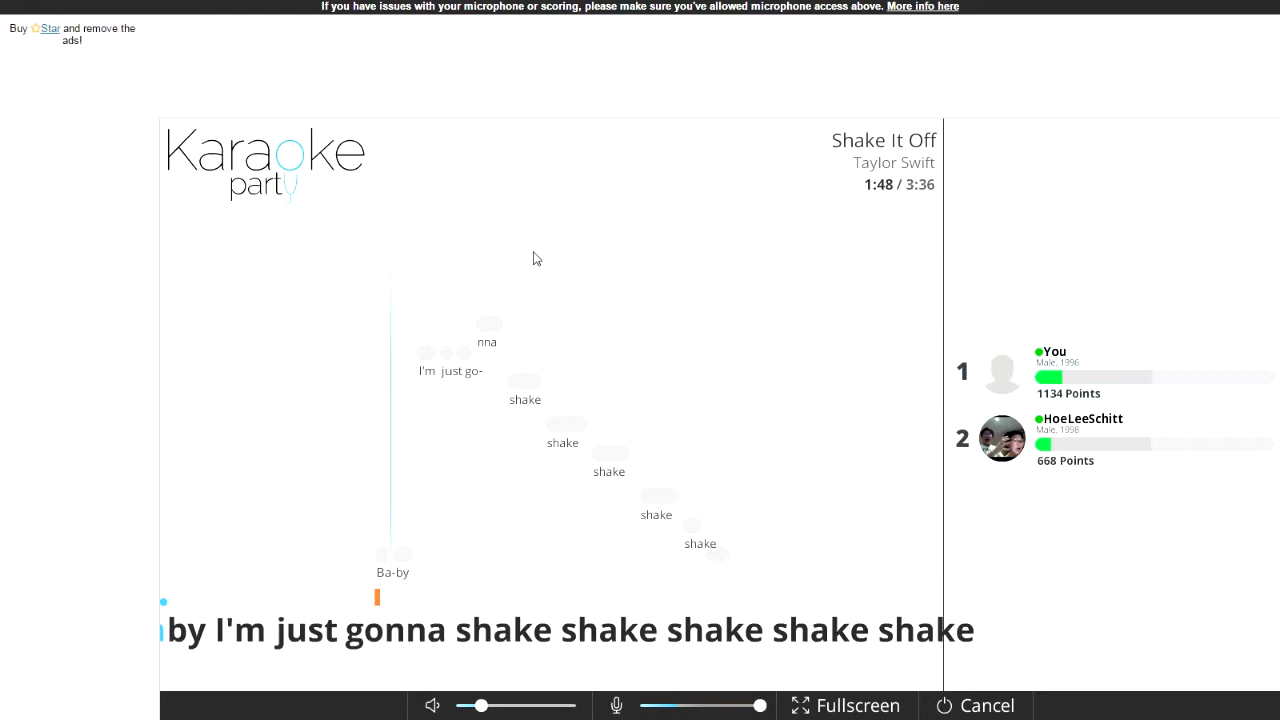 If you have issues with your microphone or scoring, please make sure you've allowed microphone access above. More info here
Buy Star and remove the
ads!
Karaoke
party
Shake It Off
Taylor Swift
1:48 / 3:36
nna
I'm just go-
shake
shake
shake
shake
shake
Ba-by
by I'm just gonna shake shake shake shake shake
1
You
Male, 1996
1134 Points
2
HoeLeeSchitt
Male, 1998
668 Points
Fullscreen
Cancel